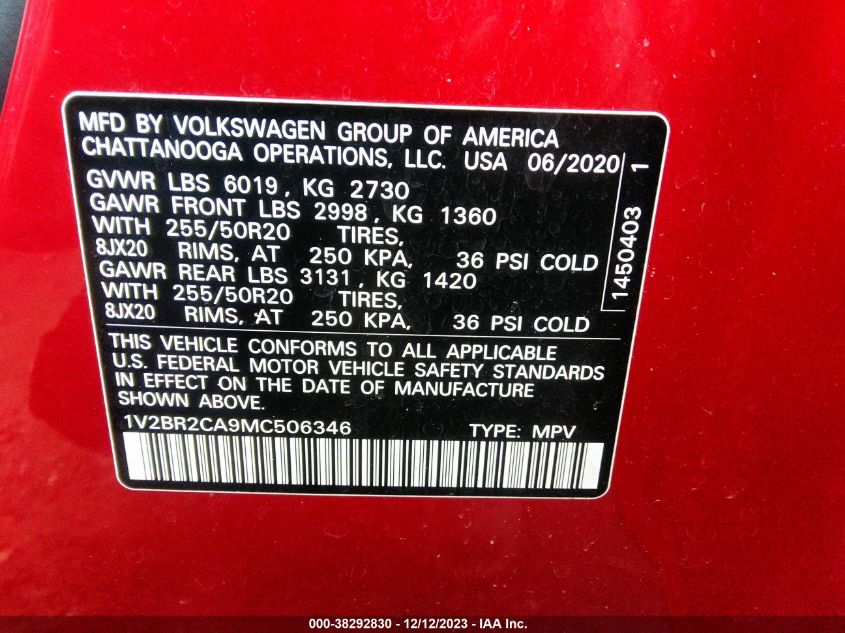 MFD BY VOLKSWAGEN GROUP OF AMERICA
CHATTANOOGA OPERATIONS, LLC. USA 06/2020
GVWR LBS 6019, KG 2730
GAWR FRONT LBS 2998, KG 1360
WITH 255/50R20 TIRES,
8JX20 RIMS, AT 250 KPA, 36 PSI COLD
GAWR REAR LBS 3131, KG 1420
WITH 255/50R20 TIRES,
8JX20 RIMS, AT 250 KPA, 36 PSI COLD
1450403 1
THIS VEHICLE CONFORMS TO ALL APPLICABLE
U.S. FEDERAL MOTOR VEHICLE SAFETY STANDARDS
IN EFFECT ON THE DATE OF MANUFACTURE
SHOWN ABOVE.
1V2BR2CA9MC506346 TYPE: MPV
000-38292830 - 12/12/2023 - IAA Inc.